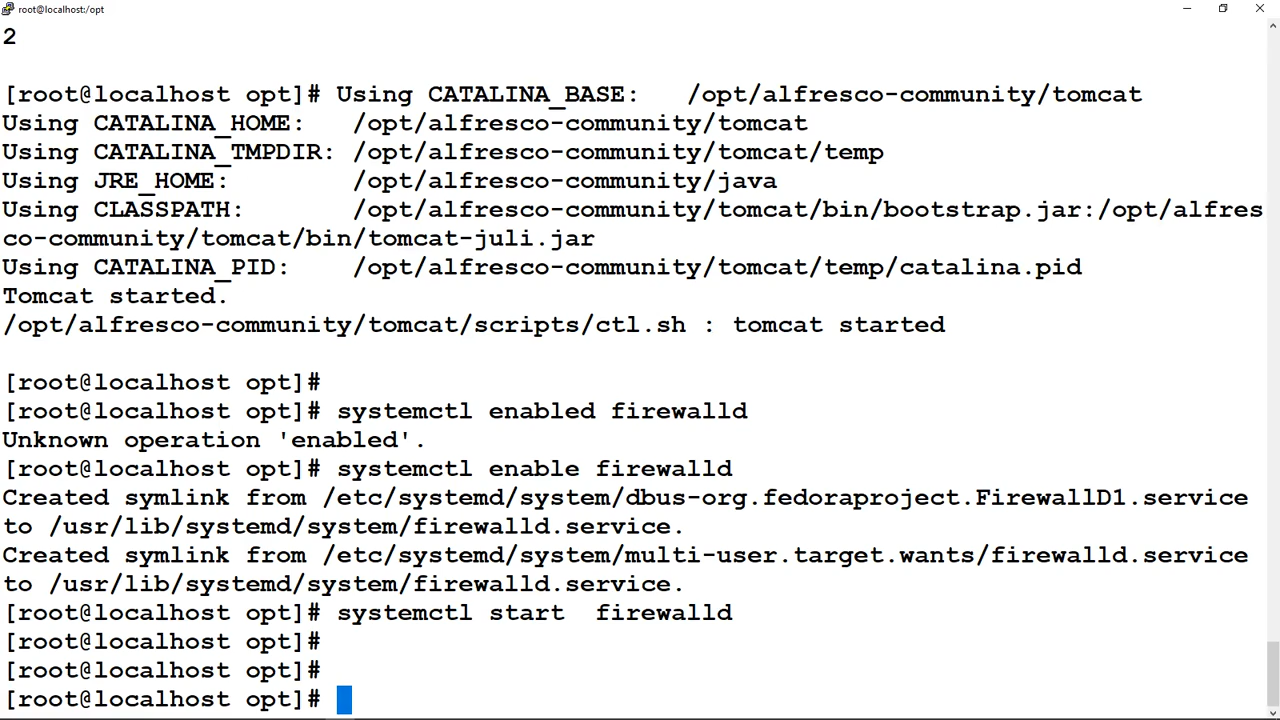 root@localhost:/opt
2
[root@localhost opt]# Using CATALINA_BASE:   /opt/alfresco-community/tomcat
Using CATALINA_HOME:   /opt/alfresco-community/tomcat
Using CATALINA_TMPDIR: /opt/alfresco-community/tomcat/temp
Using JRE_HOME:        /opt/alfresco-community/java
Using CLASSPATH:       /opt/alfresco-community/tomcat/bin/bootstrap.jar:/opt/alfres
co-community/tomcat/bin/tomcat-juli.jar
Using CATALINA_PID:    /opt/alfresco-community/tomcat/temp/catalina.pid
Tomcat started.
/opt/alfresco-community/tomcat/scripts/ctl.sh : tomcat started
[root@localhost opt]#
[root@localhost opt]# systemctl enabled firewalld
Unknown operation 'enabled'.
[root@localhost opt]# systemctl enable firewalld
Created symlink from /etc/systemd/system/dbus-org.fedoraproject.FirewallD1.service
to /usr/lib/systemd/system/firewalld.service.
Created symlink from /etc/systemd/system/multi-user.target.wants/firewalld.service
to /usr/lib/systemd/system/firewalld.service.
[root@localhost opt]# systemctl start  firewalld
[root@localhost opt]#
[root@localhost opt]#
[root@localhost opt]#